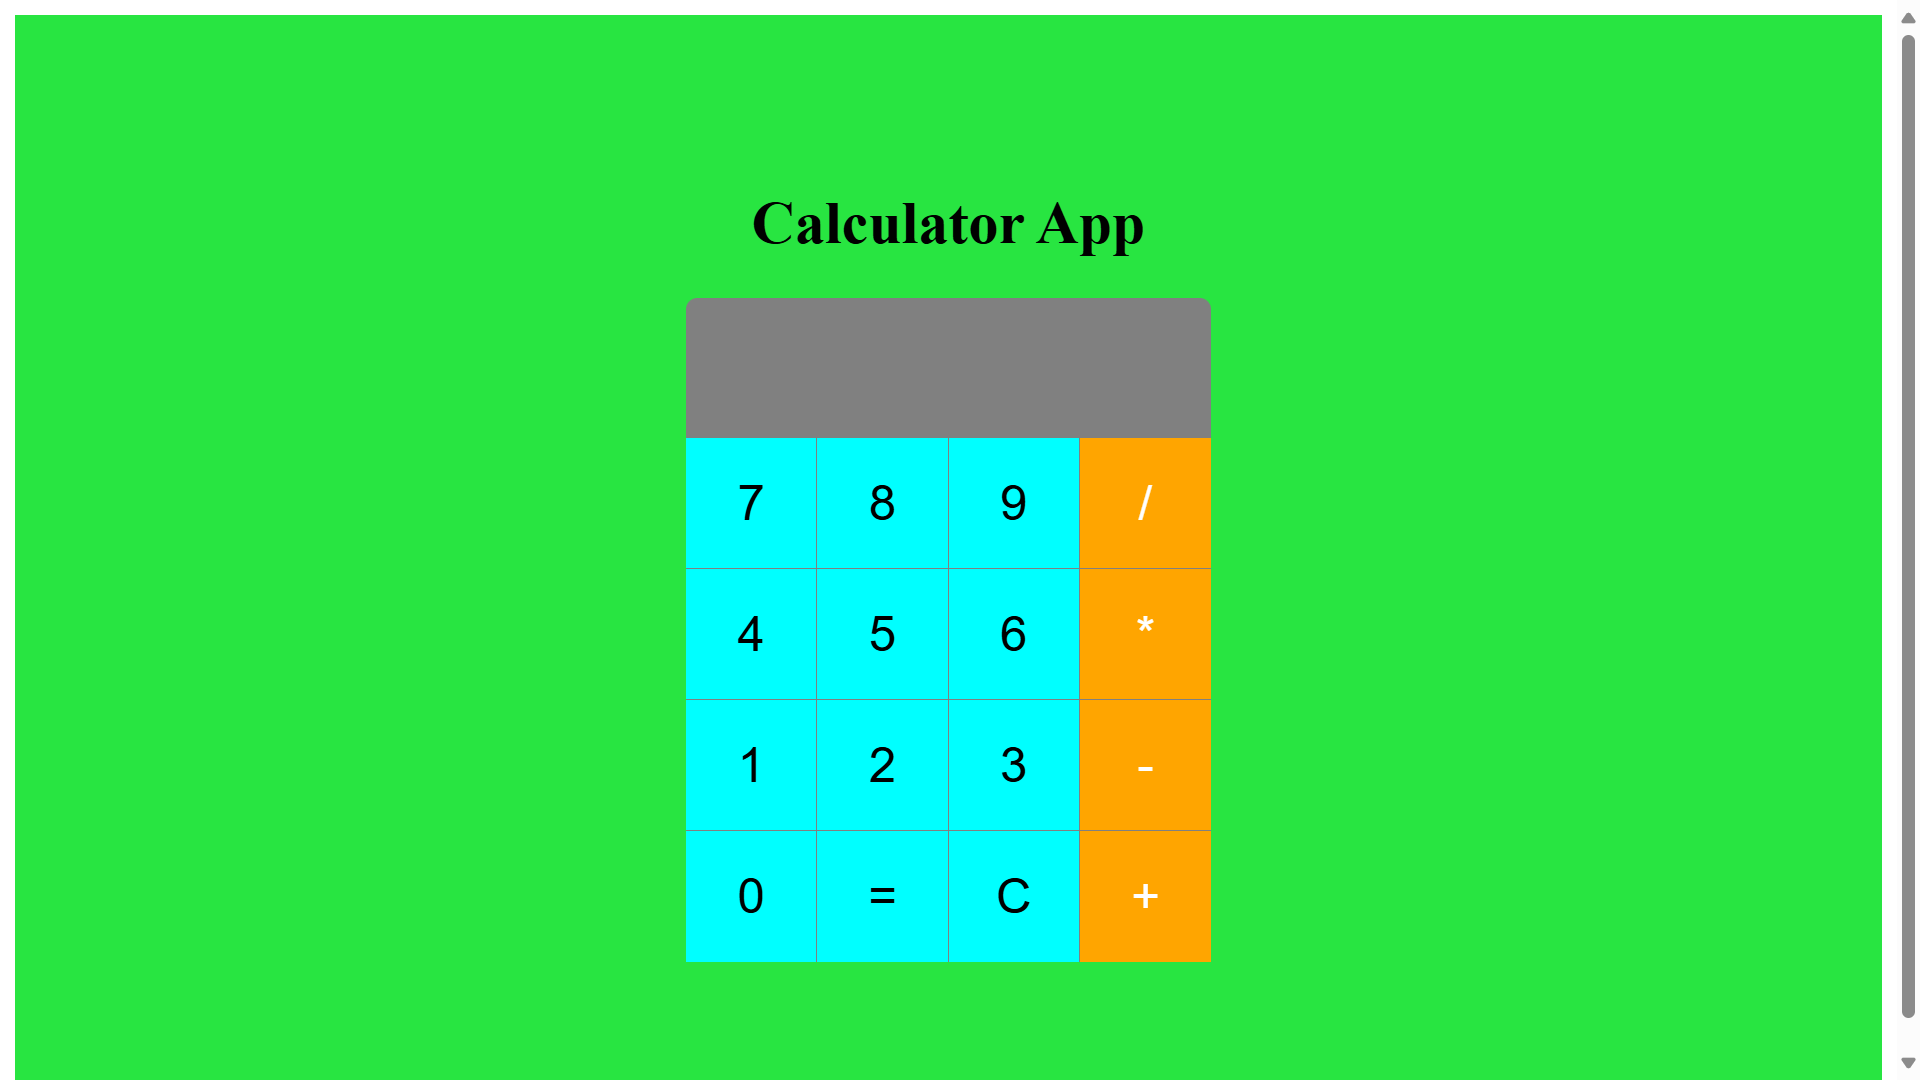 Calculator App
7 8 9 /
4 5 6 *
1 2 3 -
0 = C +